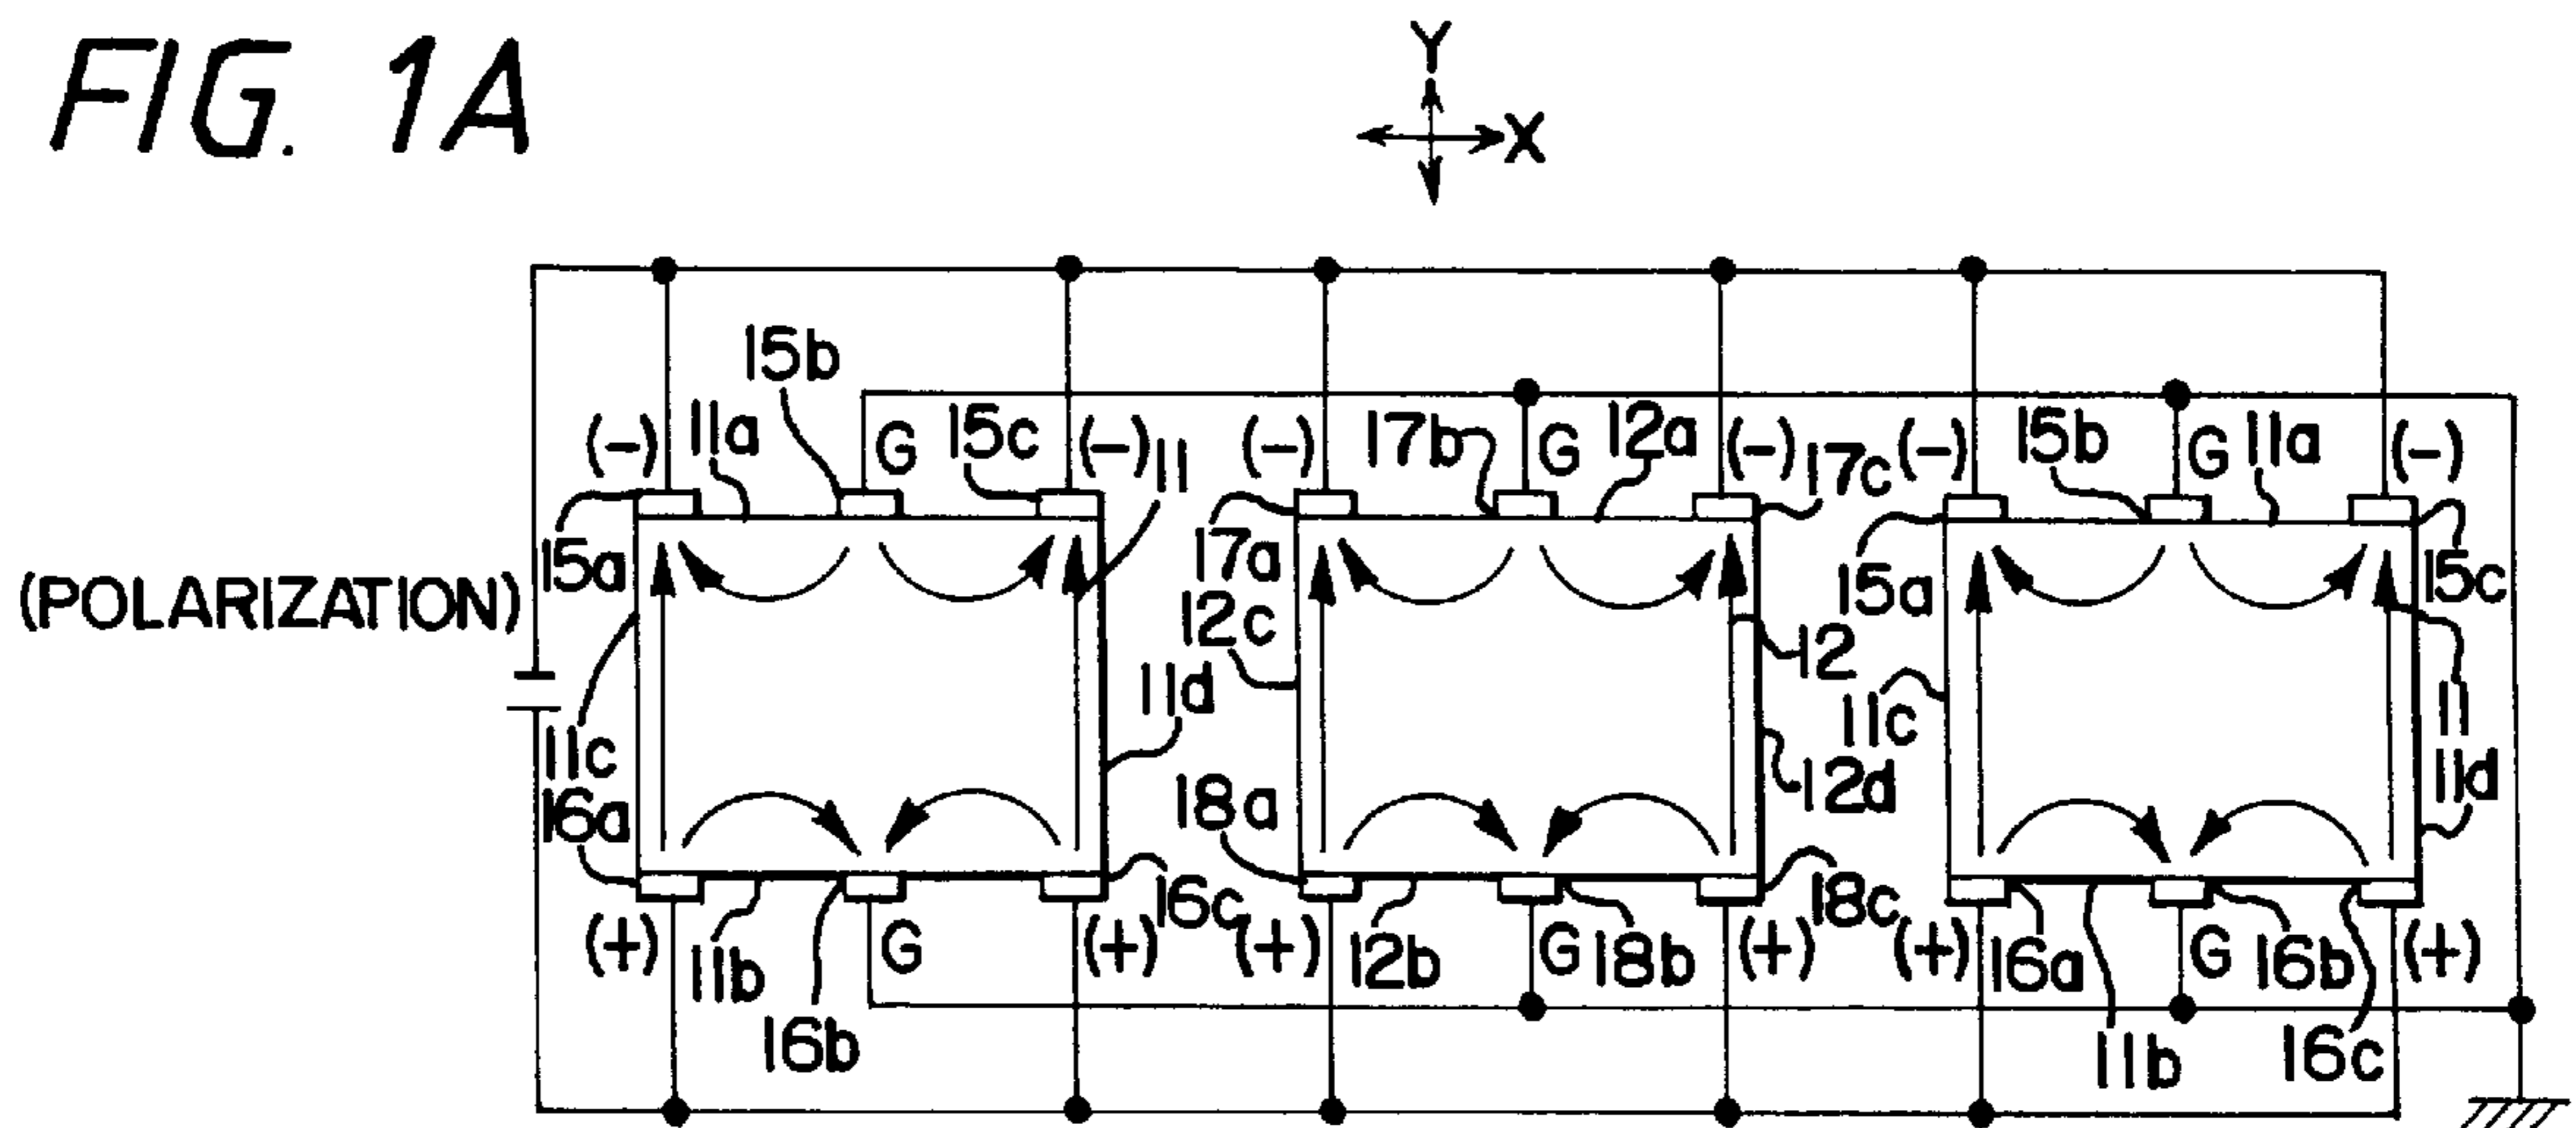 FIG. 1A
Y
X
15b
(-) 11a G 15c (-) 11 (-) 17b G 12a (-) 17c (-) 15b G 11a (-)
15a 17a 15a 15c
(POLARIZATION)
12c 12
11c 11d 11c 11
16a 18a 12d 11d
16c 18c
(+) 11b G (+) (+) 12b G 18b (+) (+) 16a G 16b (+)
16b 11b 16c